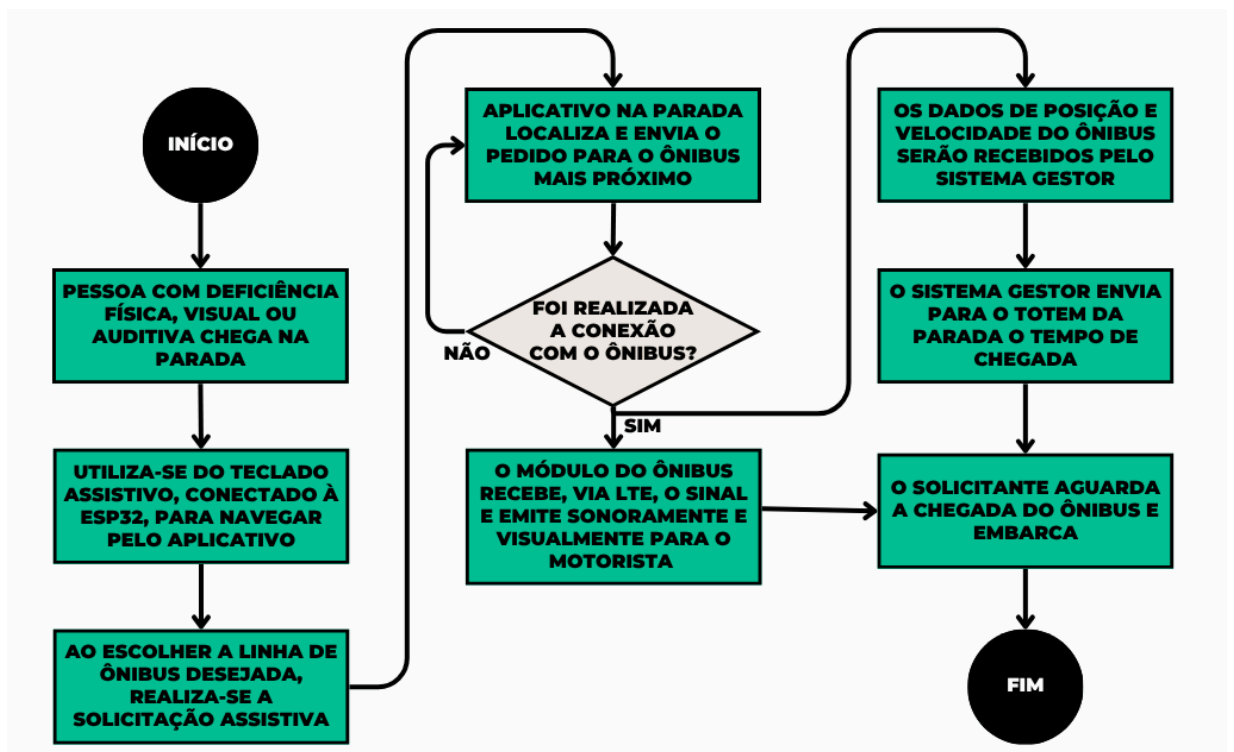 INÍCIO
PESSOA COM DEFICIÊNCIA
FÍSICA, VISUAL OU
AUDITIVA CHEGA NA
PARADA
UTILIZA-SE DO TECLADO
ASSISTIVO, CONECTADO À
ESP32, PARA NAVEGAR
PELO APLICATIVO
AO ESCOLHER A LINHA DE
ÔNIBUS DESEJADA,
REALIZA-SE A
SOLICITAÇÃO ASSISTIVA
APLICATIVO NA PARADA
LOCALIZA E ENVIA O
PEDIDO PARA O ÔNIBUS
MAIS PRÓXIMO
FOI REALIZADA
A CONEXÃO
COM O ÔNIBUS?
NÃO
SIM
O MÓDULO DO ÔNIBUS
RECEBE, VIA LTE, O SINAL
E EMITE SONORAMENTE E
VISUALMENTE PARA O
MOTORISTA
OS DADOS DE POSIÇÃO E
VELOCIDADE DO ÔNIBUS
SERÃO RECEBIDOS PELO
SISTEMA GESTOR
O SISTEMA GESTOR ENVIA
PARA O TOTEM DA
PARADA O TEMPO DE
CHEGADA
O SOLICITANTE AGUARDA
A CHEGADA DO ÔNIBUS E
EMBARCA
FIM